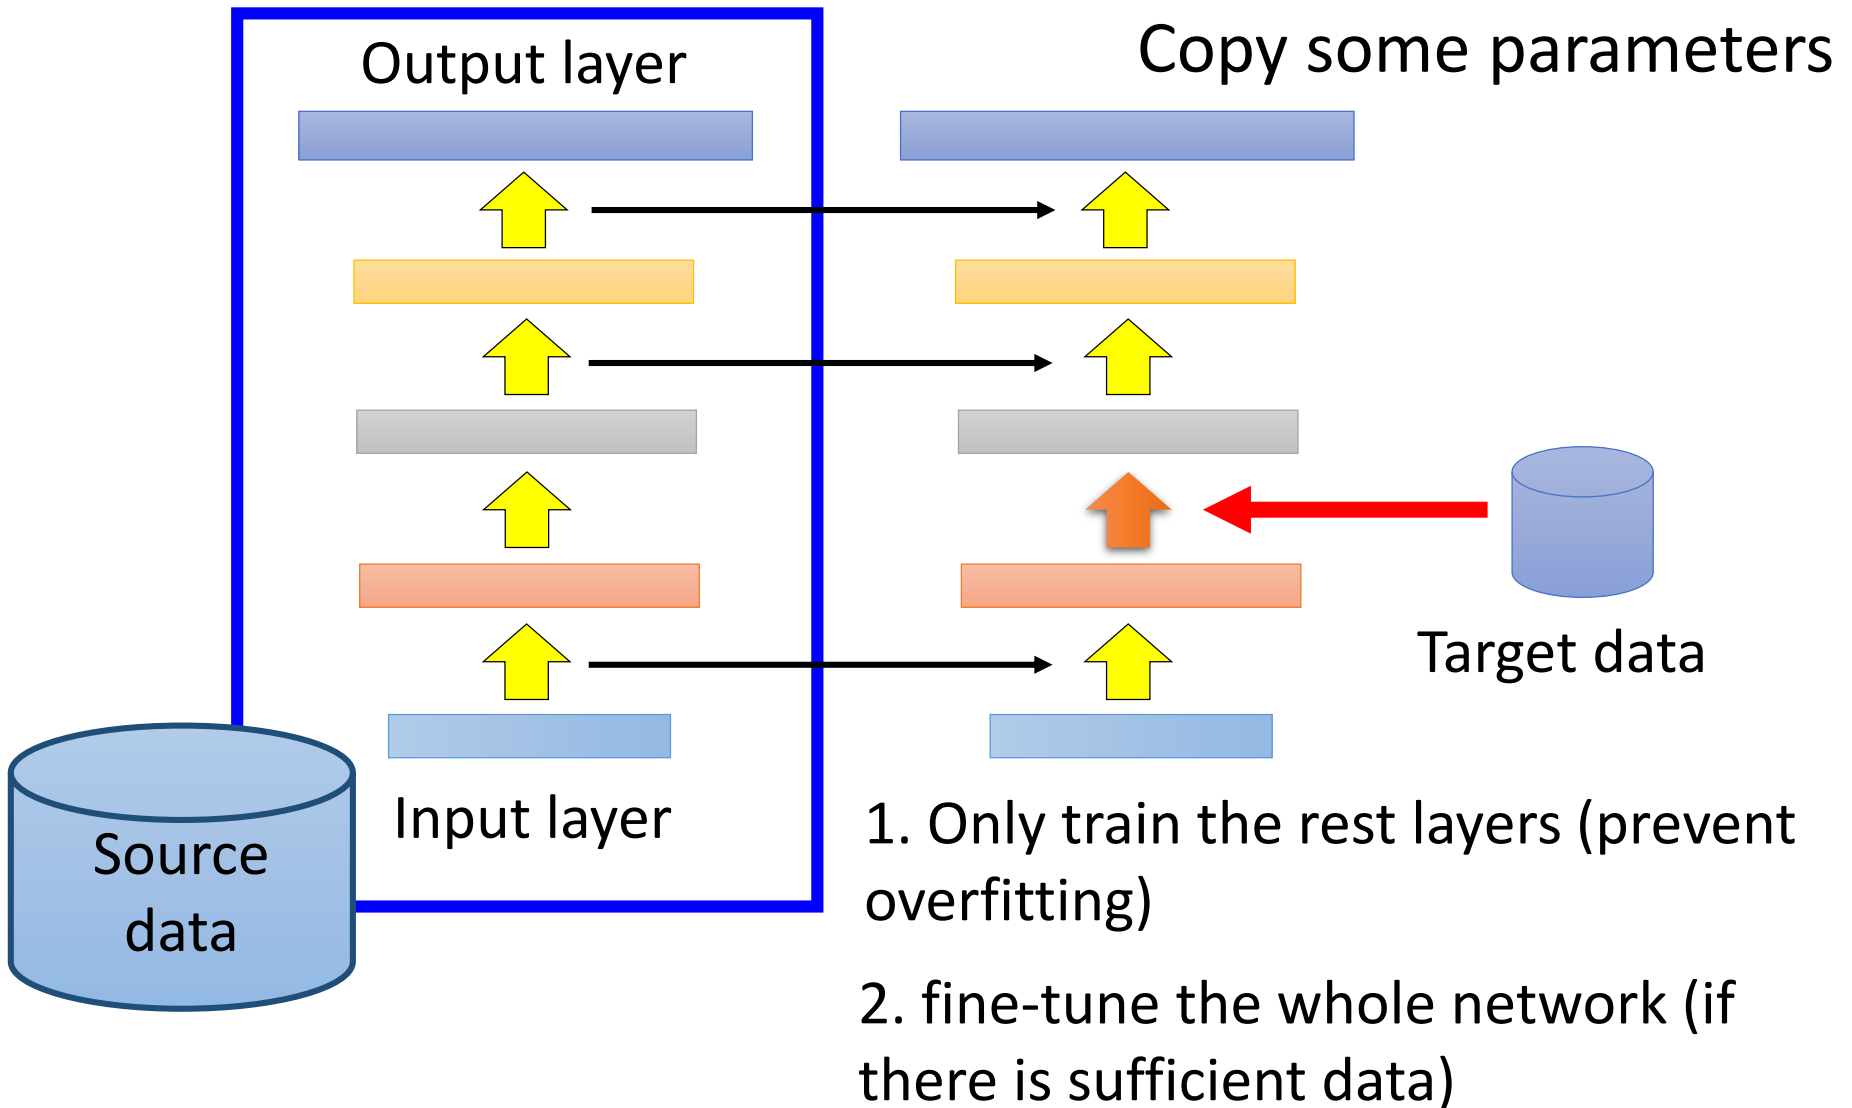 Output layer
Copy some parameters
Target data
Input layer
Source
data
1. Only train the rest layers (prevent
overfitting)
2. fine-tune the whole network (if
there is sufficient data)